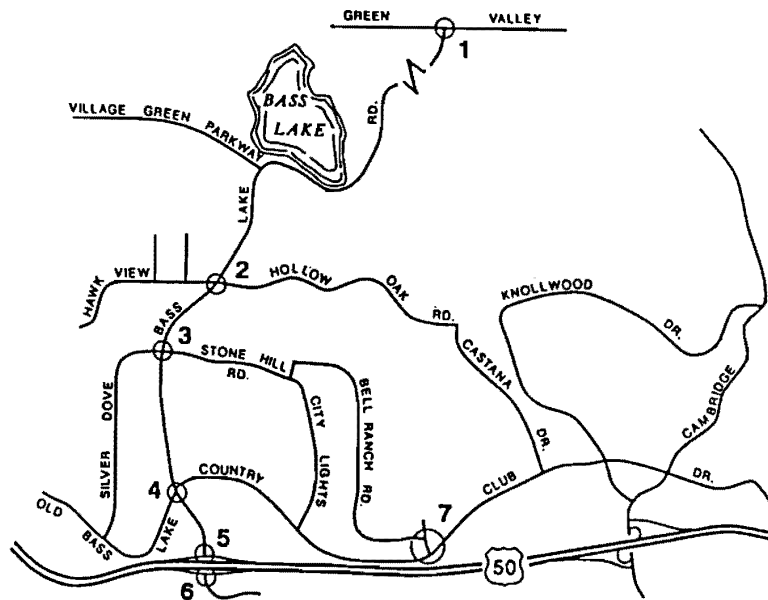 GREEN VALLEY
1
BASS
LAKE
RD.
VILLAGE GREEN PARKWAY
LAKE
HAWK VIEW
2
HOLLOW OAK RD.
KNOLLWOOD DR.
BASS
3
STONE HILL
RD.
CASTANA DR.
CAMBRIDGE
SILVER DOVE
CITY LIGHTS
BELL RANCH RD.
4
COUNTRY CLUB DR.
OLD BASS LAKE
5
7
50
6